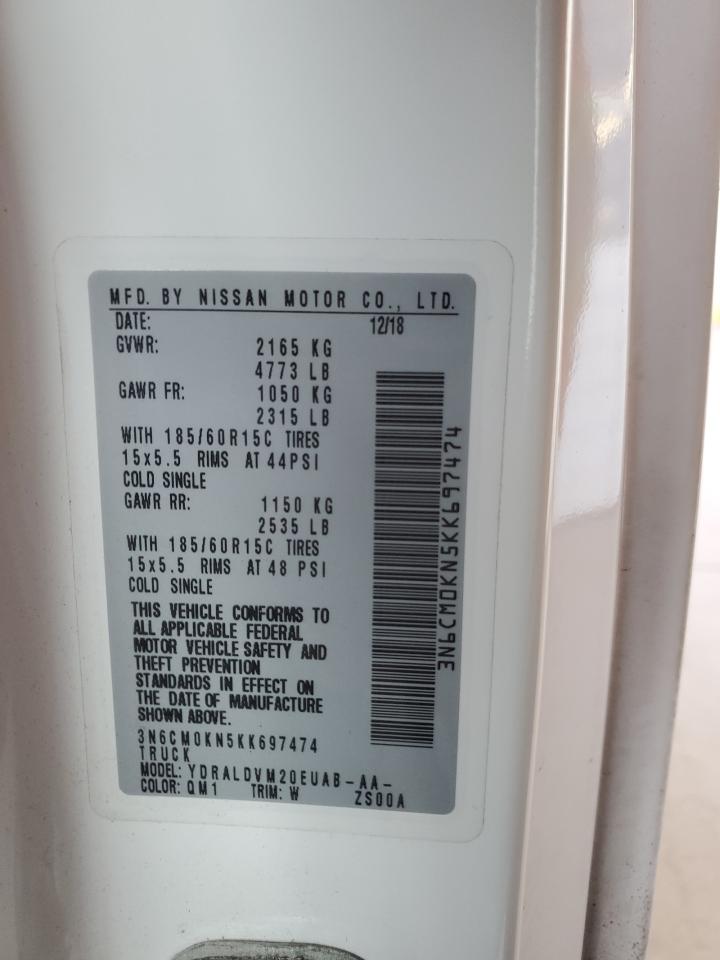 MFD. BY NISSAN MOTOR CO., LTD.
DATE: 12/18
GVWR: 2165 KG
4773 LB
GAWR FR: 1050 KG
2315 LB
WITH 185/60R15C TIRES
15x5.5 RIMS AT 44PSI
COLD SINGLE
GAWR RR: 1150 KG
2535 LB
WITH 185/60R15C TIRES
15x5.5 RIMS AT 48 PSI
COLD SINGLE
THIS VEHICLE CONFORMS TO
ALL APPLICABLE FEDERAL
MOTOR VEHICLE SAFETY AND
THEFT PREVENTION
STANDARDS IN EFFECT ON
THE DATE OF MANUFACTURE
SHOWN ABOVE.
3N6CM0KN5KK697474
TRUCK
MODEL: YDRALDVM20EUAB-AA-
COLOR: QM1 TRIM: W ZS00A
3N6CM0KN5KK697474